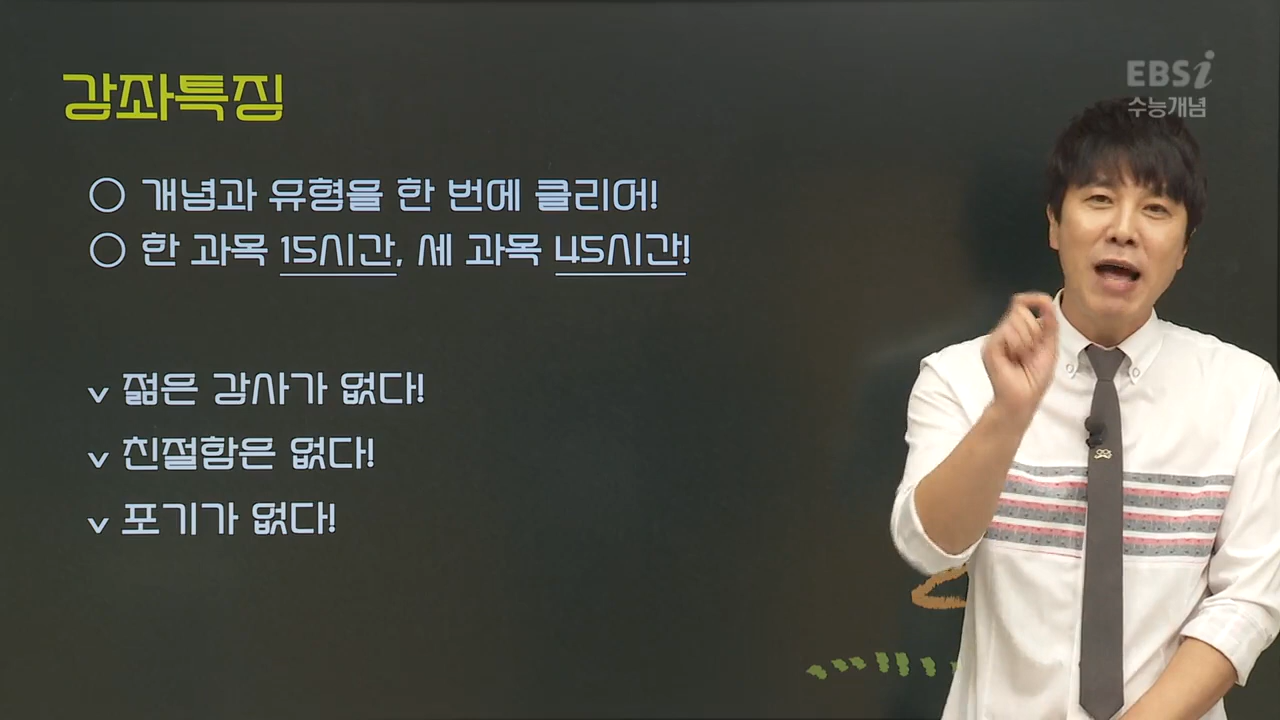 강좌특징
EBSi
수능개념
○ 개념과 유형을 한 번에 클리어!
○ 한 과목 15시간, 세 과목 45시간!
v 젊은 강사가 없다!
v 친절함은 없다!
v 포기가 없다!